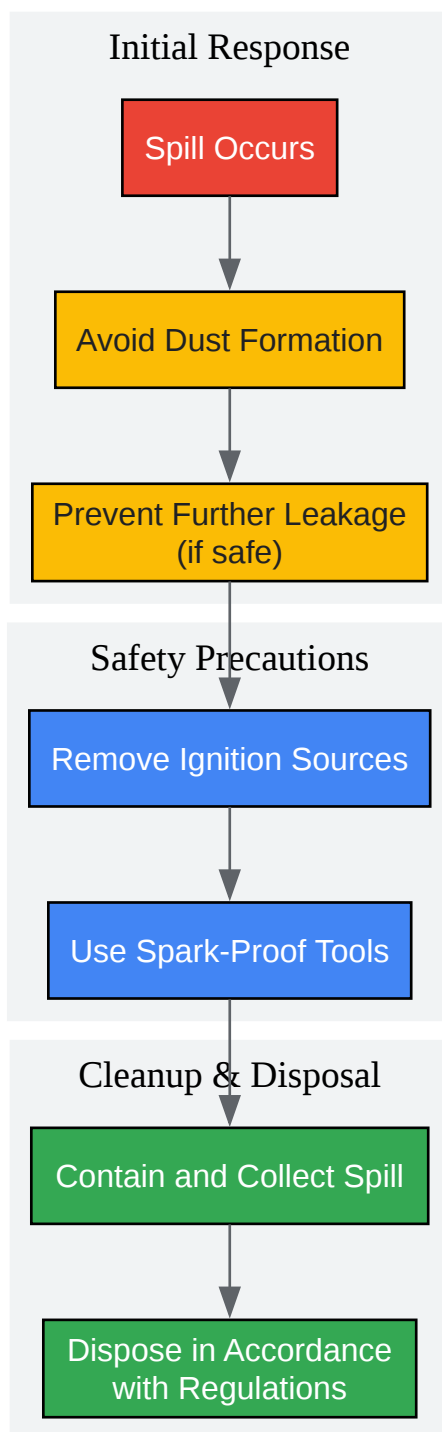 Initial Response
Spill Occurs
Avoid Dust Formation
Prevent Further Leakage
(if safe)
Safety Precautions
Remove Ignition Sources
Use Spark-Proof Tools
Cleanup & Disposal
Contain and Collect Spill
Dispose in Accordance
with Regulations